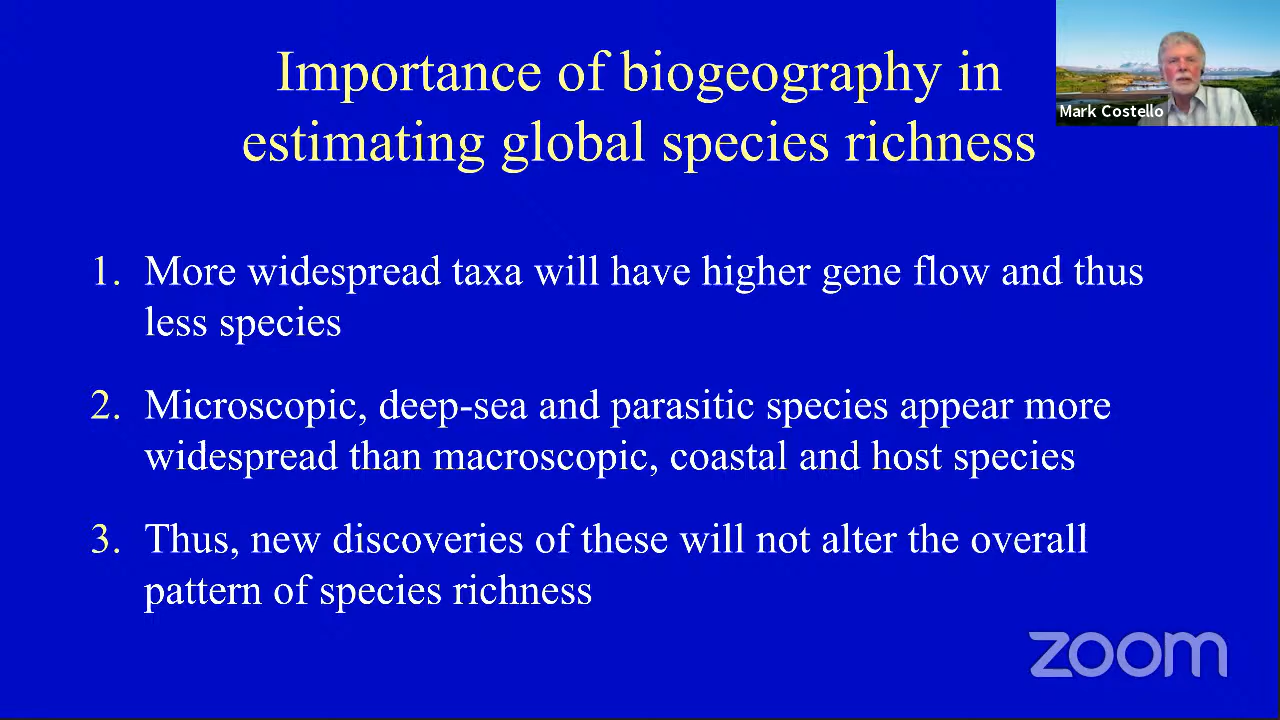 Importance of biogeography in
estimating global species richness
Mark Costello
1. More widespread taxa will have higher gene flow and thus
less species
2. Microscopic, deep-sea and parasitic species appear more
widespread than macroscopic, coastal and host species
3. Thus, new discoveries of these will not alter the overall
pattern of species richness
zoom